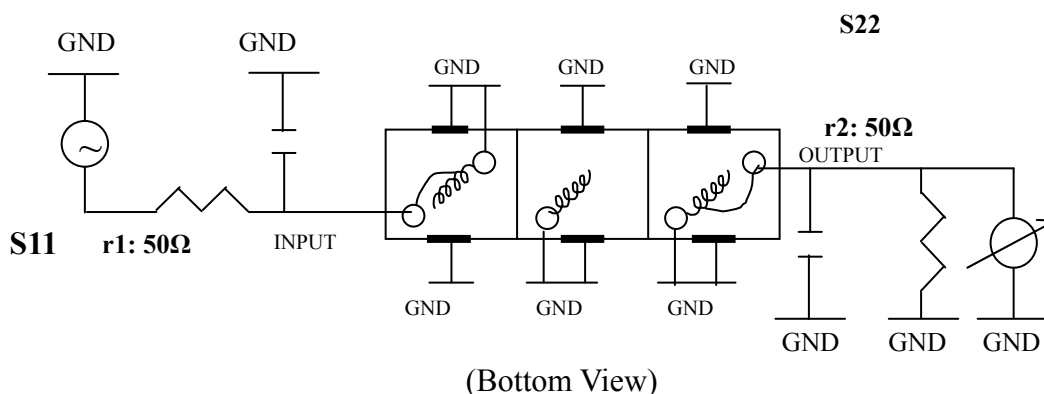 S22
GND
GND
GND
GND
GND
r2: 50Ω
OUTPUT
~
S11
r1: 50Ω
INPUT
GND
GND
GND
GND
GND
GND
(Bottom View)